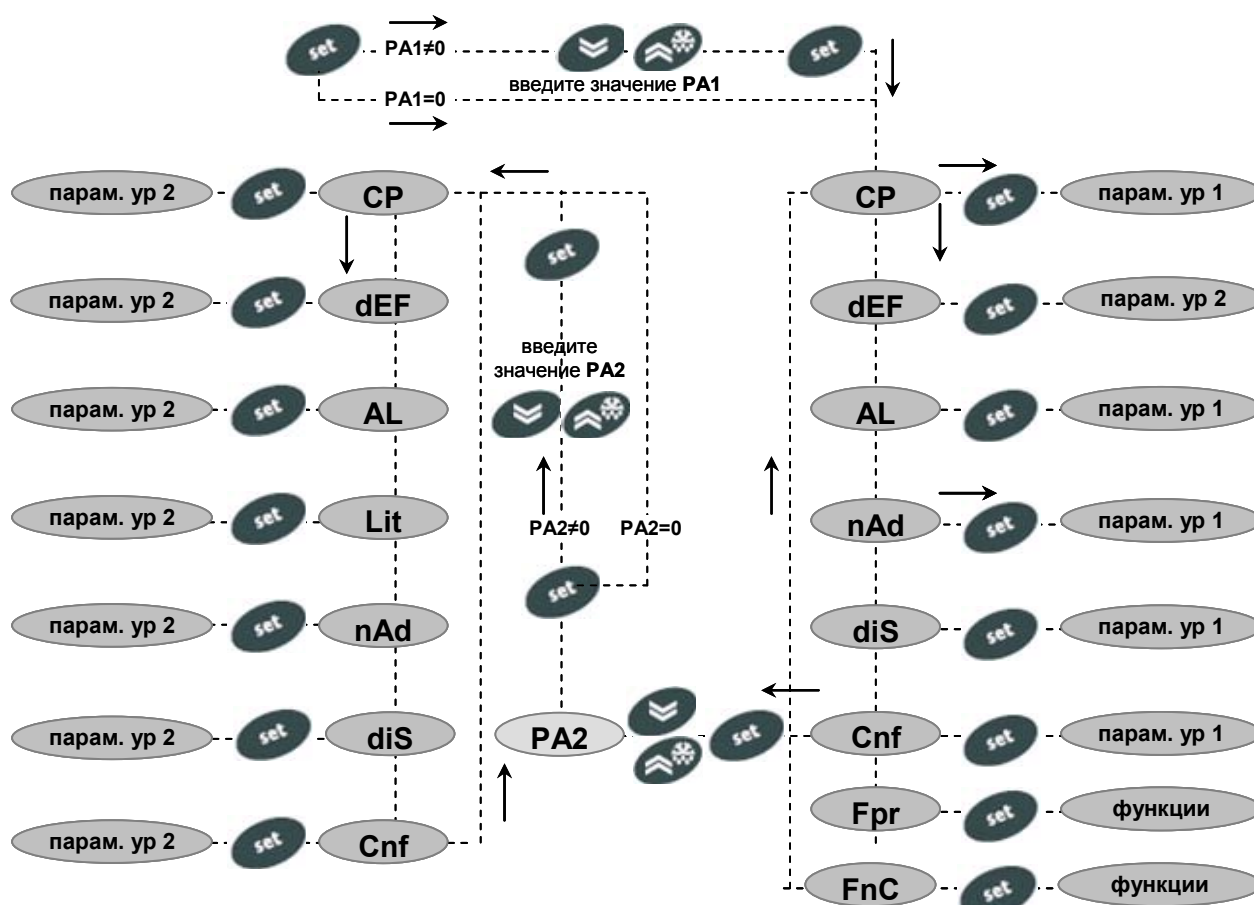 set PA1≠0 set
введите значение PA1
PA1=0
парам. ур 2 set CP CP set парам. ур 1
set
парам. ур 2 set dEF dEF set парам. ур 2
введите
значение PA2
парам. ур 2 set AL AL set парам. ур 1
парам. ур 2 set Lit PA2≠0 PA2=0 nAd set парам. ур 1
set
парам. ур 2 set nAd diS set парам. ур 1
парам. ур 2 set diS PA2 set Cnf set парам. ур 1
Fpr set функции
парам. ур 2 set Cnf
FnC set функции